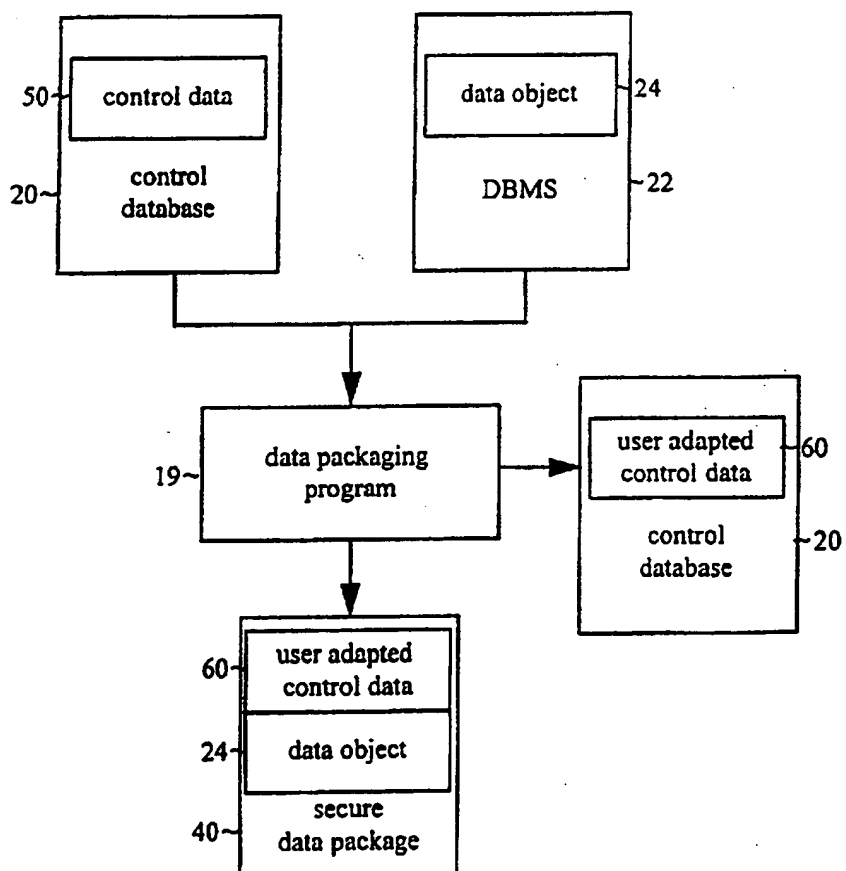 50~ control data
data object ~24
20~ control
database
DBMS ~22
19~ data packaging
program
user adapted
control data ~60
control
database ~20
60~ user adapted
control data
24~ data object
40~ secure
data package